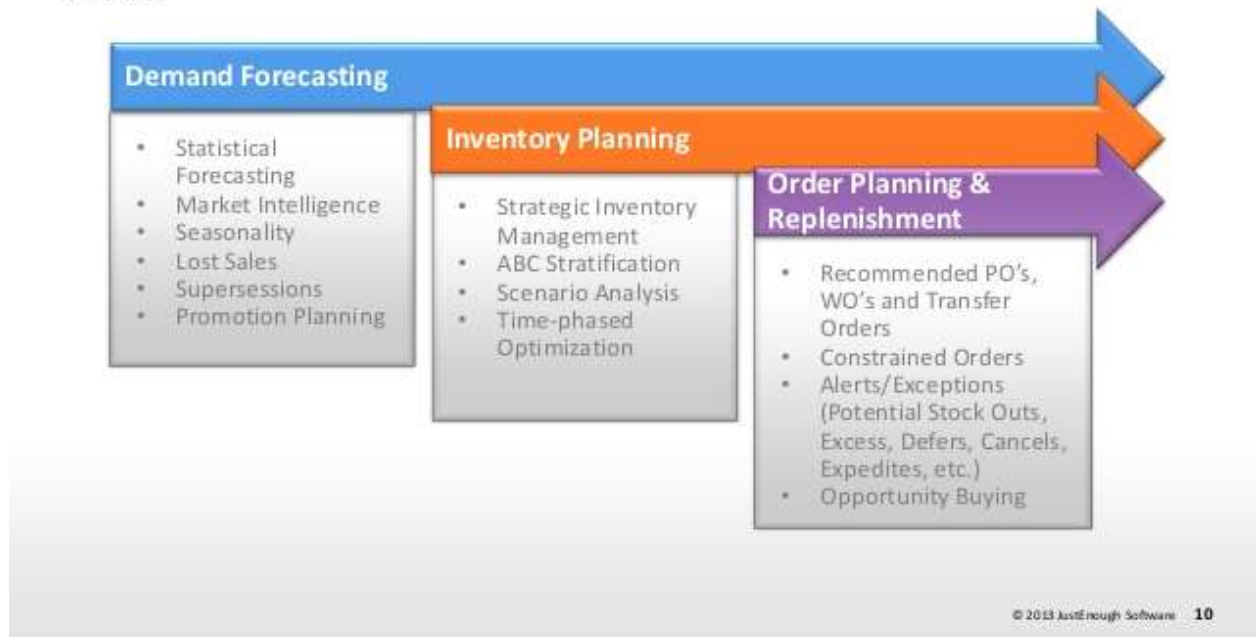 Demand Forecasting
• Statistical
Forecasting
• Market Intelligence
• Seasonality
• Lost Sales
• Supersessions
• Promotion Planning
Inventory Planning
• Strategic Inventory
Management
• ABC Stratification
• Scenario Analysis
• Time-phased
Optimization
Order Planning &
Replenishment
• Recommended PO's,
WO's and Transfer
Orders
• Constrained Orders
• Alerts/Exceptions
(Potential Stock Outs,
Excess, Defers, Cancels,
Expedites, etc.)
• Opportunity Buying
© 2013 JustEnough Software 10